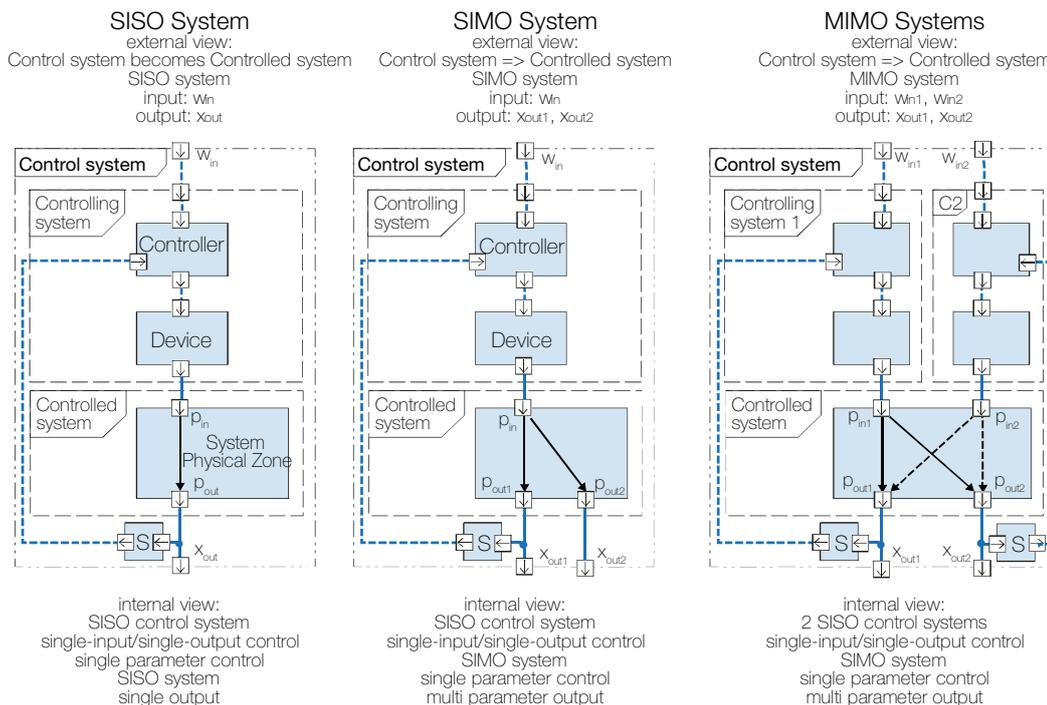 SISO System
external view:
Control system becomes Controlled system
SISO system
input: win
output: xout
Control system
win
Controlling
system
Controller
Device
Controlled
system
pin
System
Physical Zone
pout
S
xout
internal view:
SISO control system
single-input/single-output control
single parameter control
SISO system
single output
SIMO System
external view:
Control system => Controlled system
SIMO system
input: win
output: xout1, xout2
Control system
win
Controlling
system
Controller
Device
Controlled
system
pin
pout1
pout2
S
xout1
xout2
internal view:
SISO control system
single-input/single-output control
SIMO system
single parameter control
multi parameter output
MIMO Systems
external view:
Control system => Controlled system
MIMO system
input: win1, win2
output: xout1, xout2
Control system
win1
win2
Controlling
system 1
C2
Controlled
system
pin1
pin2
pout1
pout2
S
xout1
xout2
S
internal view:
2 SISO control systems
single-input/single-output control
SIMO system
single parameter control
multi parameter output